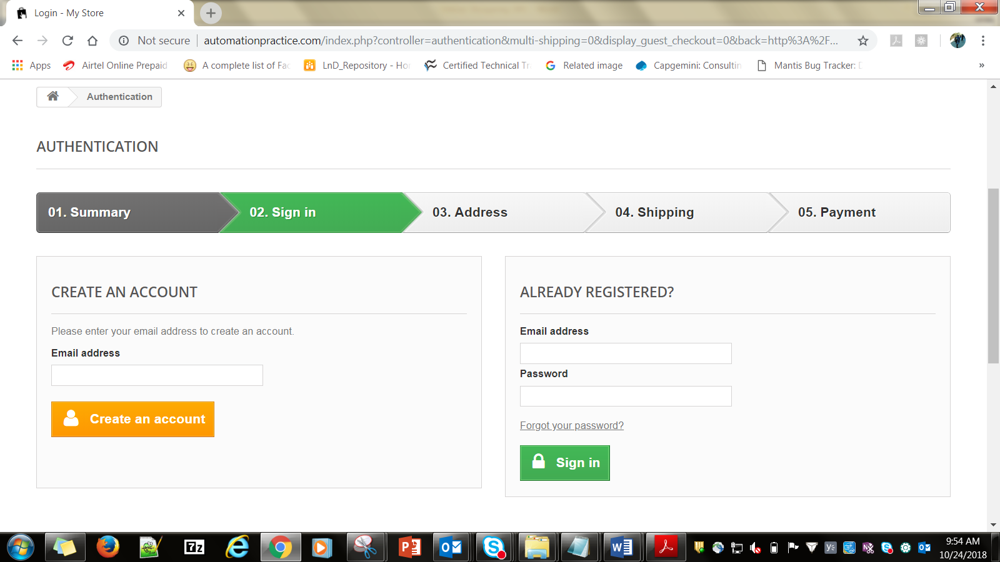 Login - My Store
Not secure
automationpractice.com/index.php?controller=authentication&multi-shipping=0&display_guest_checkout=0&back=http%3A%2F...
Apps
Airtel Online Prepaid
A complete list of Fac
LnD_Repository - Hor
Certified Technical Tr
Related image
Capgemini: Consultin
Mantis Bug Tracker:
»
Authentication
AUTHENTICATION
01. Summary
02. Sign in
03. Address
04. Shipping
05. Payment
CREATE AN ACCOUNT
Please enter your email address to create an account.
Email address
Create an account
ALREADY REGISTERED?
Email address
Password
Forgot your password?
Sign in
7z
9:54 AM
10/24/2018